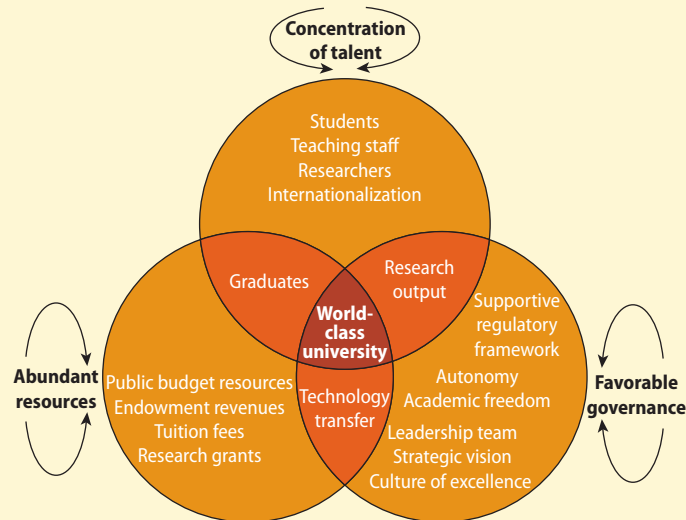 Concentration
of talent
Students
Teaching staff
Researchers
Internationalization
Graduates
Research
output
World-
class
university
Supportive
regulatory
framework
Autonomy
Academic freedom
Leadership team
Strategic vision
Culture of excellence
Abundant
resources
Public budget resources
Endowment revenues
Tuition fees
Research grants
Technology
transfer
Favorable
governance